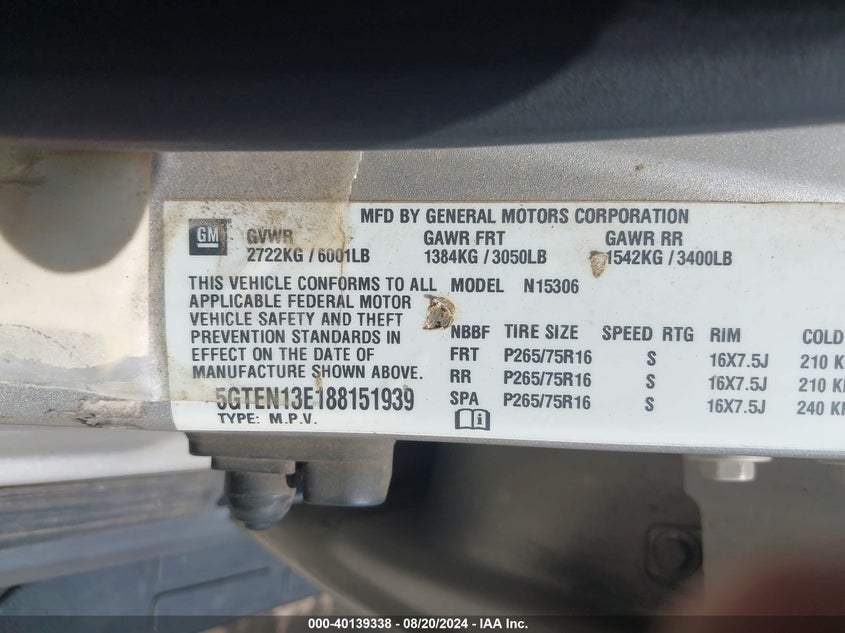 MFD BY GENERAL MOTORS CORPORATION
GM GVWR GAWR FRT GAWR RR
2722KG / 6001LB 1384KG / 3050LB 1542KG / 3400LB
THIS VEHICLE CONFORMS TO ALL MODEL N15306
APPLICABLE FEDERAL MOTOR
VEHICLE SAFETY AND THEFT
PREVENTION STANDARDS IN NBBF TIRE SIZE SPEED RTG RIM COLD
EFFECT ON THE DATE OF FRT P265/75R16 S 16X7.5J 210 K
MANUFACTURE SHOWN ABOVE. RR P265/75R16 S 16X7.5J 210 K
5GTEN13E188151939 SPA P265/75R16 S 16X7.5J 240 K
TYPE: M.P.V.
000-40139338 - 08/20/2024 - IAA Inc.